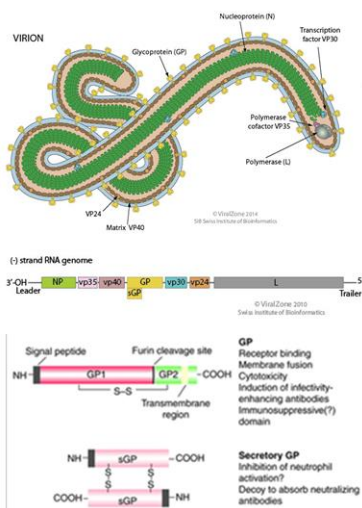 VIRION
Nucleoprotein (N)
Glycoprotein (GP)
Transcription
factor VP30
Polymerase
cofactor VP35
Polymerase (L)
VP24
Matrix VP40
© ViralZone 2014
SIB Swiss Institute of Bioinformatics
(-) strand RNA genome
3'-OH NP vp35 vp40 GP vp30 vp24 L 5
Leader sGP Trailer
© ViralZone 2010
Swiss Institute of Bioinformatics
Signal peptide Furin cleavage site
NH GP1 GP2 COOH
S–S
Transmembrane
region
GP
Receptor binding
Membrane fusion
Cytotoxicity
Induction of infectivity-
enhancing antibodies
Immunosuppressive(?)
domain
NH sGP COOH
S S
S S
COOH sGP NH
Secretory GP
Inhibition of neutrophil
activation?
Decoy to absorb neutralizing
antibodies